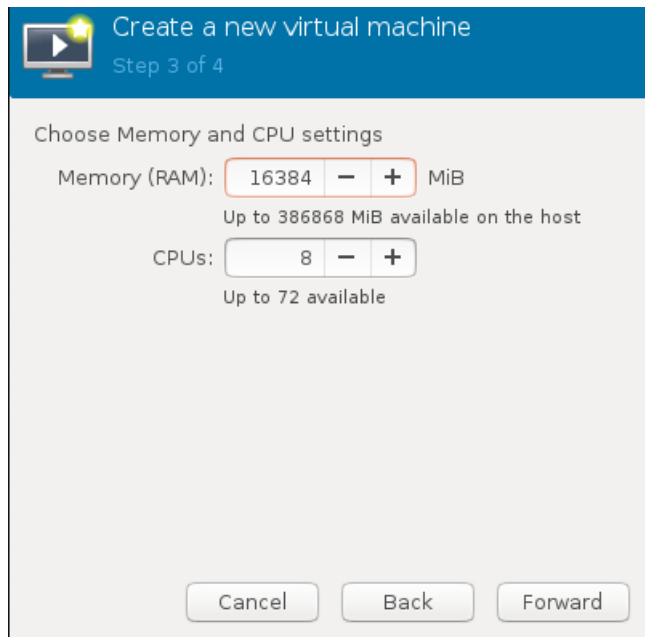 Create a new virtual machine
Step 3 of 4
Choose Memory and CPU settings
Memory (RAM): 16384 − + MiB
Up to 386868 MiB available on the host
CPUs: 8 − +
Up to 72 available
Cancel Back Forward